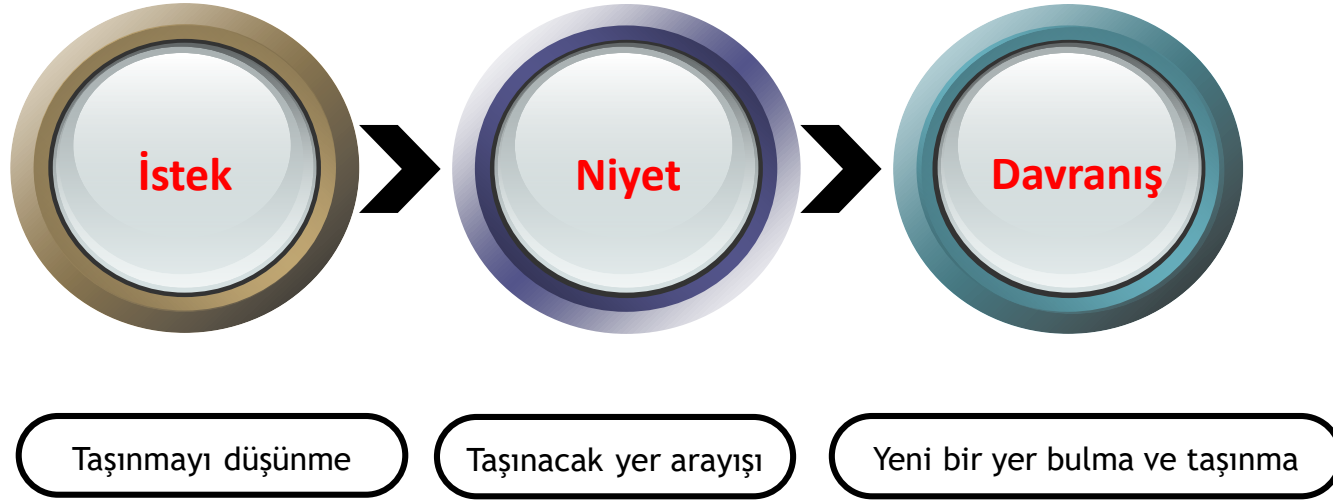 İstek
Niyet
Davranış
Taşınmayı düşünme
Taşınacak yer arayışı
Yeni bir yer bulma ve taşınma